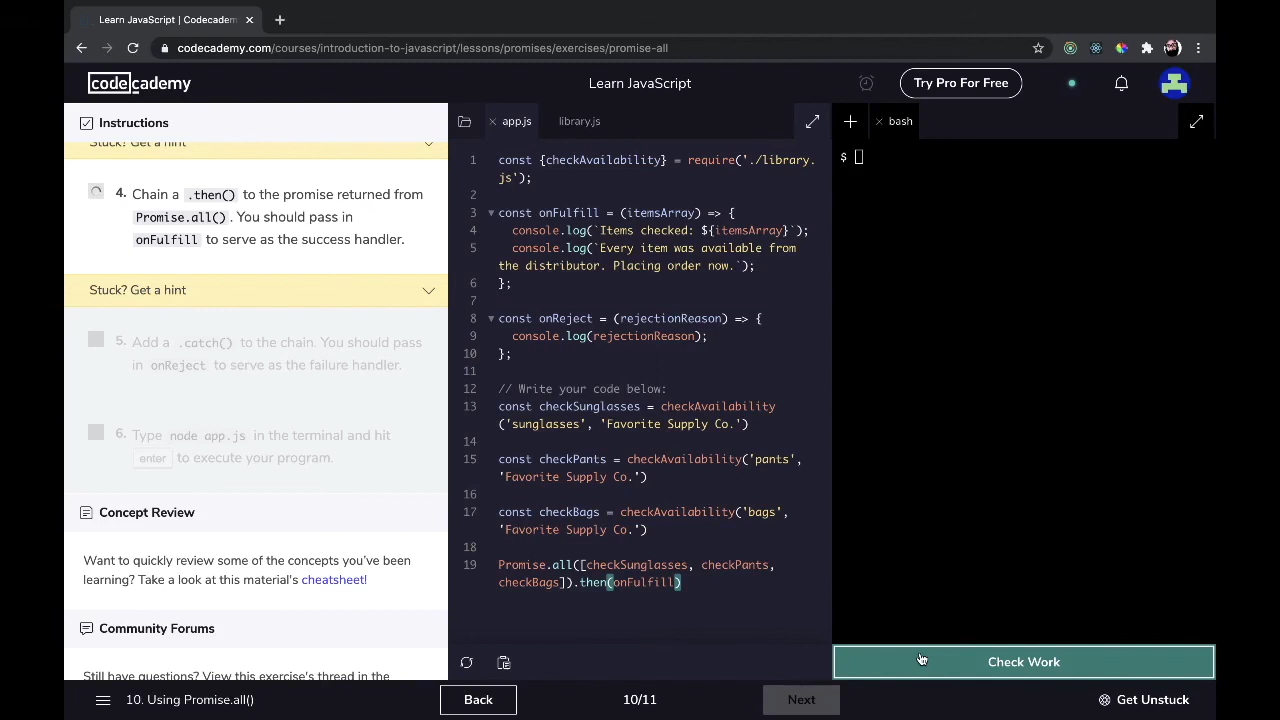 Learn JavaScript | Codecadem
codecademy.com/courses/introduction-to-javascript/lessons/promises/exercises/promise-all
codecademy
Learn JavaScript
Try Pro For Free
Instructions
Stuck? Get a hint
4. Chain a .then() to the promise returned from
Promise.all(). You should pass in
onFulfill to serve as the success handler.
Stuck? Get a hint
5. Add a .catch() to the chain. You should pass
in onReject to serve as the failure handler.
6. Type node app.js in the terminal and hit
enter to execute your program.
Concept Review
Want to quickly review some of the concepts you've been
learning? Take a look at this material's cheatsheet!
Community Forums
Still have questions? View this exercise's thread in the
app.js library.js
1 const {checkAvailability} = require('./library.
js');
2
3 const onFulfill = (itemsArray) => {
4 console.log(`Items checked: ${itemsArray}`);
5 console.log(`Every item was available from
the distributor. Placing order now.`);
6 };
7
8 const onReject = (rejectionReason) => {
9 console.log(rejectionReason);
10 };
11
12 // Write your code below:
13 const checkSunglasses = checkAvailability
('sunglasses', 'Favorite Supply Co.')
14
15 const checkPants = checkAvailability('pants',
'Favorite Supply Co.')
16
17 const checkBags = checkAvailability('bags',
'Favorite Supply Co.')
18
19 Promise.all([checkSunglasses, checkPants,
checkBags]).then(onFulfill)
bash
$
Check Work
10. Using Promise.all()
Back
10/11
Next
Get Unstuck